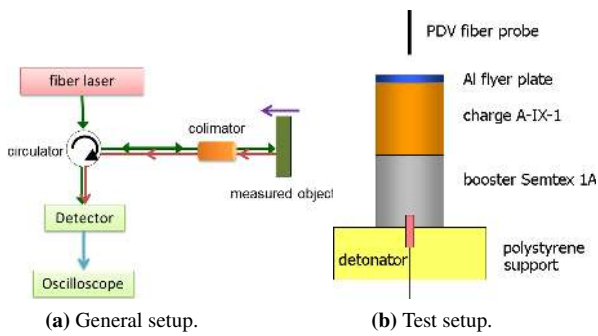 fiber laser
circulator
colimator
measured object
Detector
Oscilloscope
(a) General setup.
PDV fiber probe
Al flyer plate
charge A-IX-1
booster Semtex 1A
detonator
polystyrene
support
(b) Test setup.